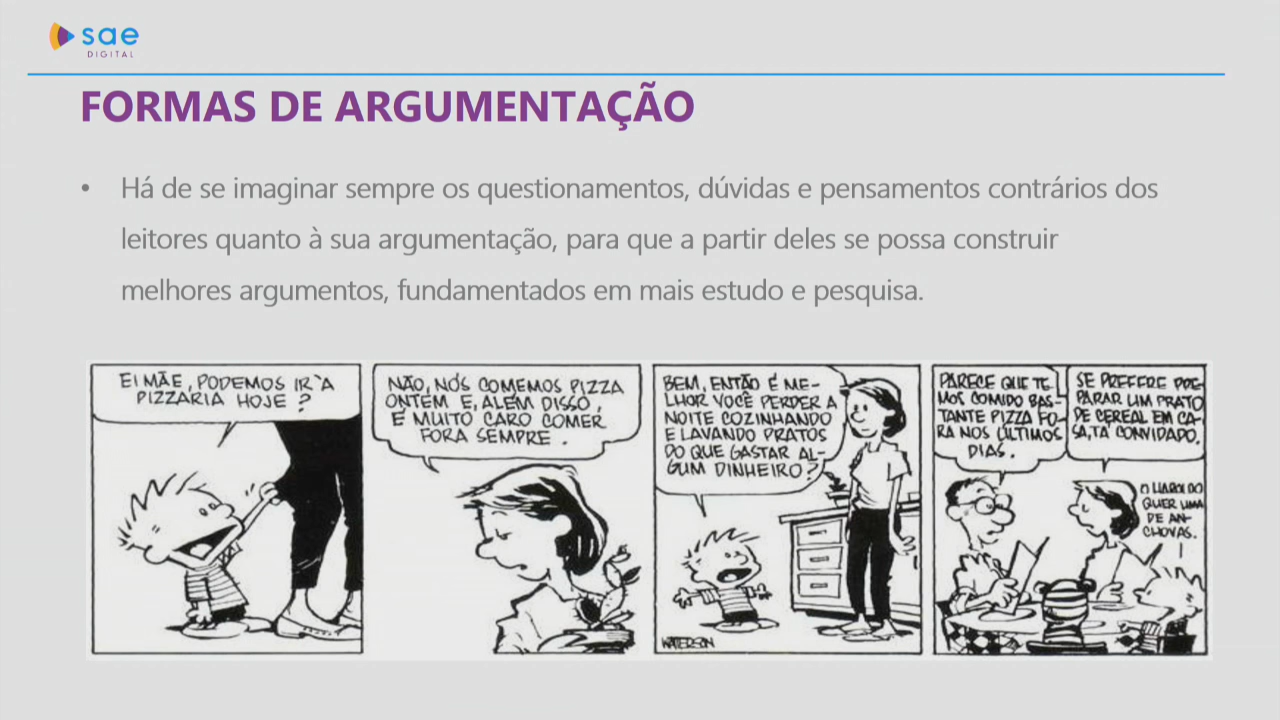 sae
DIGITAL
FORMAS DE ARGUMENTAÇÃO
• Há de se imaginar sempre os questionamentos, dúvidas e pensamentos contrários dos
leitores quanto à sua argumentação, para que a partir deles se possa construir
melhores argumentos, fundamentados em mais estudo e pesquisa.
EI MÃE, PODEMOS IR `A
PIZZARIA HOJE ?
NÃO, NÓS COMEMOS PIZZA
ONTEM E, ALÉM DISSO,
É MUITO CARO COMER
FORA SEMPRE.
BEM, ENTÃO É ME-
LHOR VOCÊ PERDER A
NOITE COZINHANDO
E LAVANDO PRATOS
DO QUE GASTAR AL-
GUM DINHEIRO?
WATERSON
PARECE QUE TE-
MOS COMIDO BAS-
TANTE PIZZA FO-
RA NOS ÚLTIMOS
DIAS.
SE PREFERE PRE-
PARAR UM PRATO
DE CEREAL EM CA-
SA, TÁ CONVIDADO.
O HAROLDO
QUER UMA
DE AN-
CHOVAS.